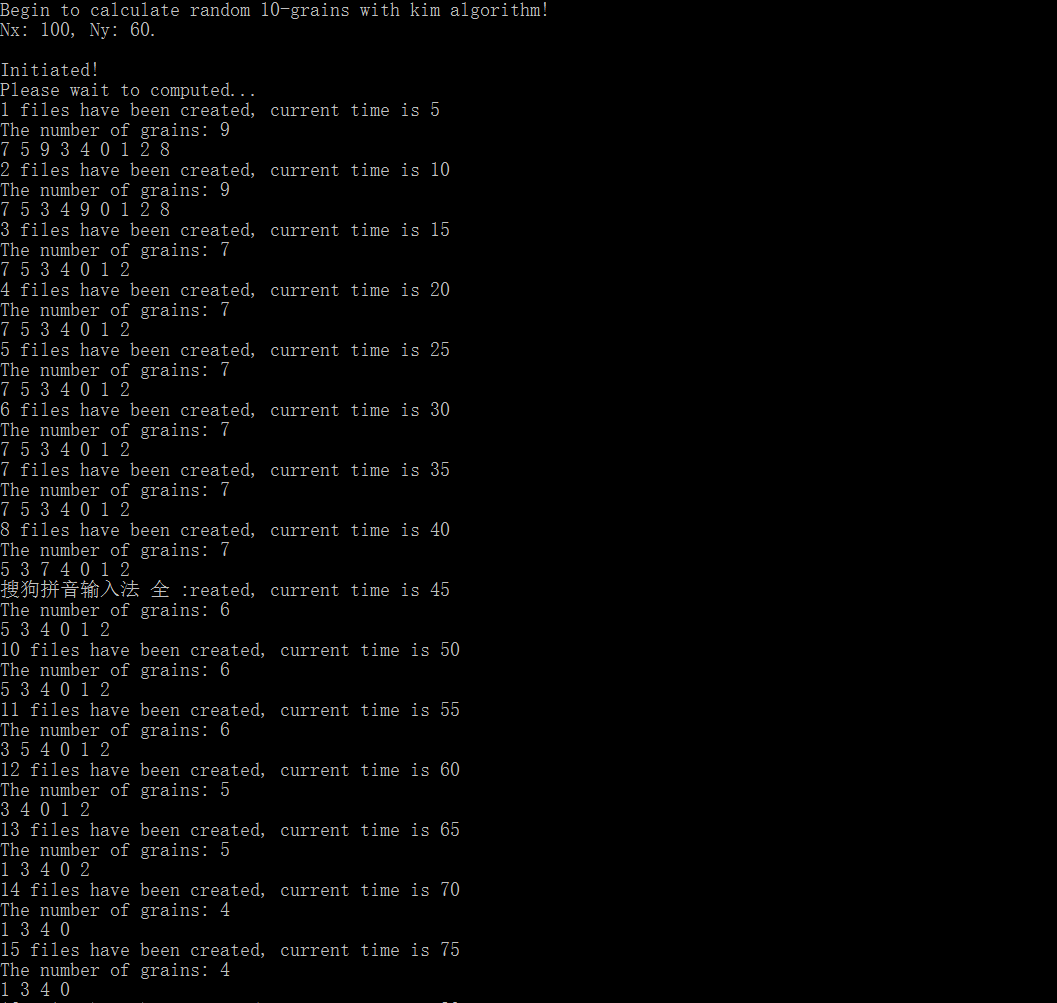 Begin to calculate random 10-grains with kim algorithm!
Nx: 100, Ny: 60.
Initiated!
Please wait to computed...
1 files have been created, current time is 5
The number of grains: 9
7 5 9 3 4 0 1 2 8
2 files have been created, current time is 10
The number of grains: 9
7 5 3 4 9 0 1 2 8
3 files have been created, current time is 15
The number of grains: 7
7 5 3 4 0 1 2
4 files have been created, current time is 20
The number of grains: 7
7 5 3 4 0 1 2
5 files have been created, current time is 25
The number of grains: 7
7 5 3 4 0 1 2
6 files have been created, current time is 30
The number of grains: 7
7 5 3 4 0 1 2
7 files have been created, current time is 35
The number of grains: 7
7 5 3 4 0 1 2
8 files have been created, current time is 40
The number of grains: 7
5 3 7 4 0 1 2
搜狗拼音输入法 全 :reated, current time is 45
The number of grains: 6
5 3 4 0 1 2
10 files have been created, current time is 50
The number of grains: 6
5 3 4 0 1 2
11 files have been created, current time is 55
The number of grains: 6
3 5 4 0 1 2
12 files have been created, current time is 60
The number of grains: 5
3 4 0 1 2
13 files have been created, current time is 65
The number of grains: 5
1 3 4 0 2
14 files have been created, current time is 70
The number of grains: 4
1 3 4 0
15 files have been created, current time is 75
The number of grains: 4
1 3 4 0